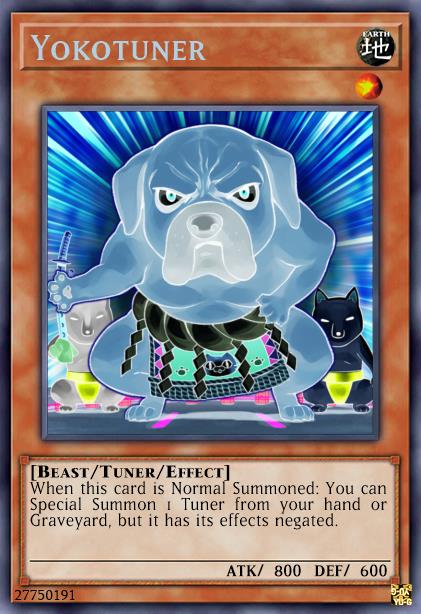 YOKOTUNER
EARTH
地
[BEAST/TUNER/EFFECT]
When this card is Normal Summoned: You can
Special Summon 1 Tuner from your hand or
Graveyard, but it has its effects negated.
ATK/ 800 DEF/ 600
27750191